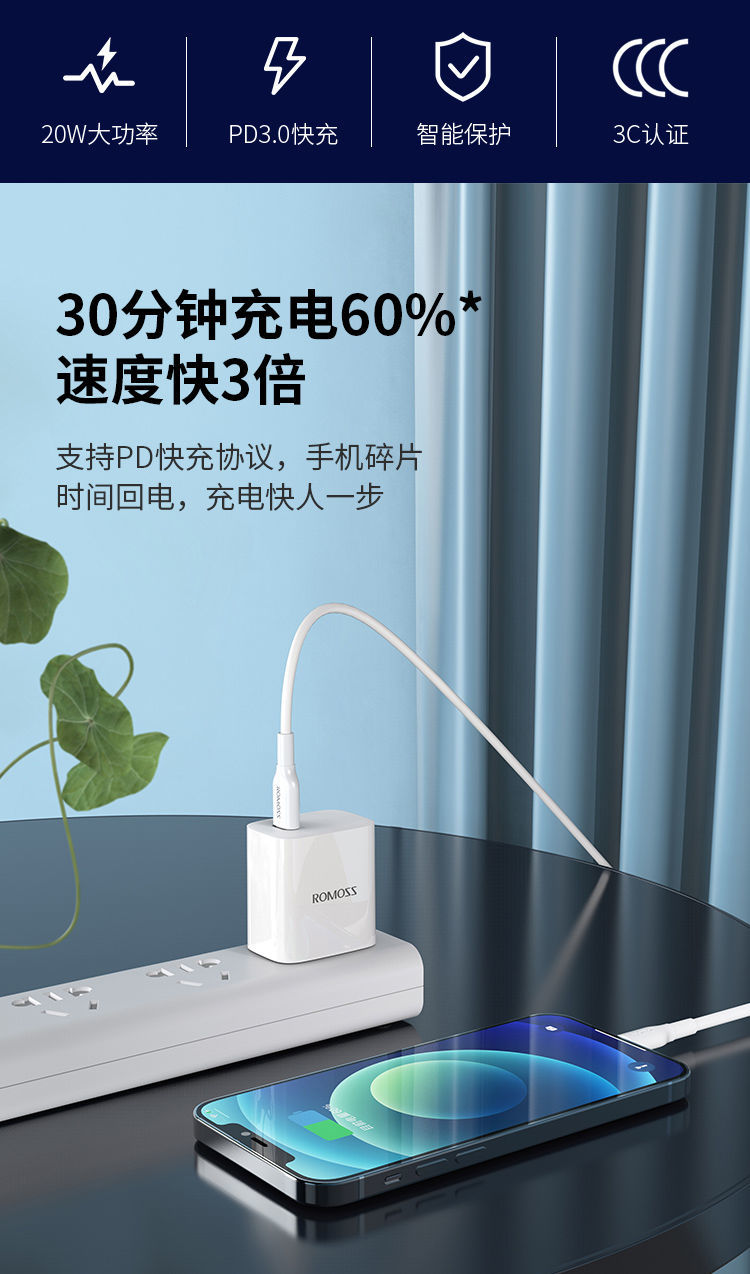 20W大功率
PD3.0快充
智能保护
3C认证
30分钟充电60%*
速度快3倍
支持PD快充协议，手机碎片
时间回电，充电快人一步
ROMOSS
ROMOSS